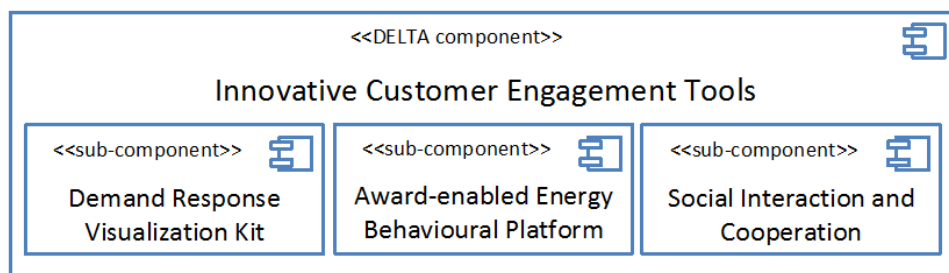 <<DELTA component>>
Innovative Customer Engagement Tools
<<sub-component>>
Demand Response
Visualization Kit
<<sub-component>>
Award-enabled Energy
Behavioural Platform
<<sub-component>>
Social Interaction and
Cooperation